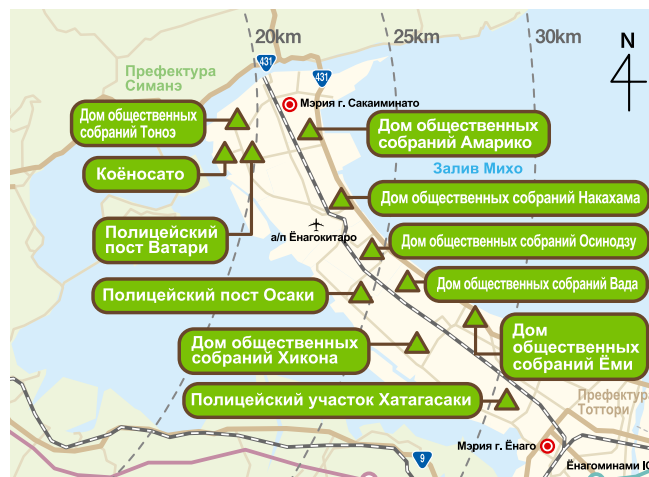 20km
25km
30km
N
431
431
Префектура
Симанэ
Мэрия г. Сакаиминато
Дом общественных
собраний Тоноэ
Дом общественных
собраний Амарико
Коёносато
Залив Михо
Дом общественных собраний Накахама
Полицейский
пост Ватари
а/п Ёнагокитаро
Дом общественных собраний Осинодзу
Дом общественных собраний Вада
Полицейский пост Осаки
Дом
общественных
собраний Ёми
Дом общественных
собраний Хикона
Полицейский участок Хатагасаки
Префектура
Тоттори
Мэрия г. Ёнаго
9
Ёнагоминами IC